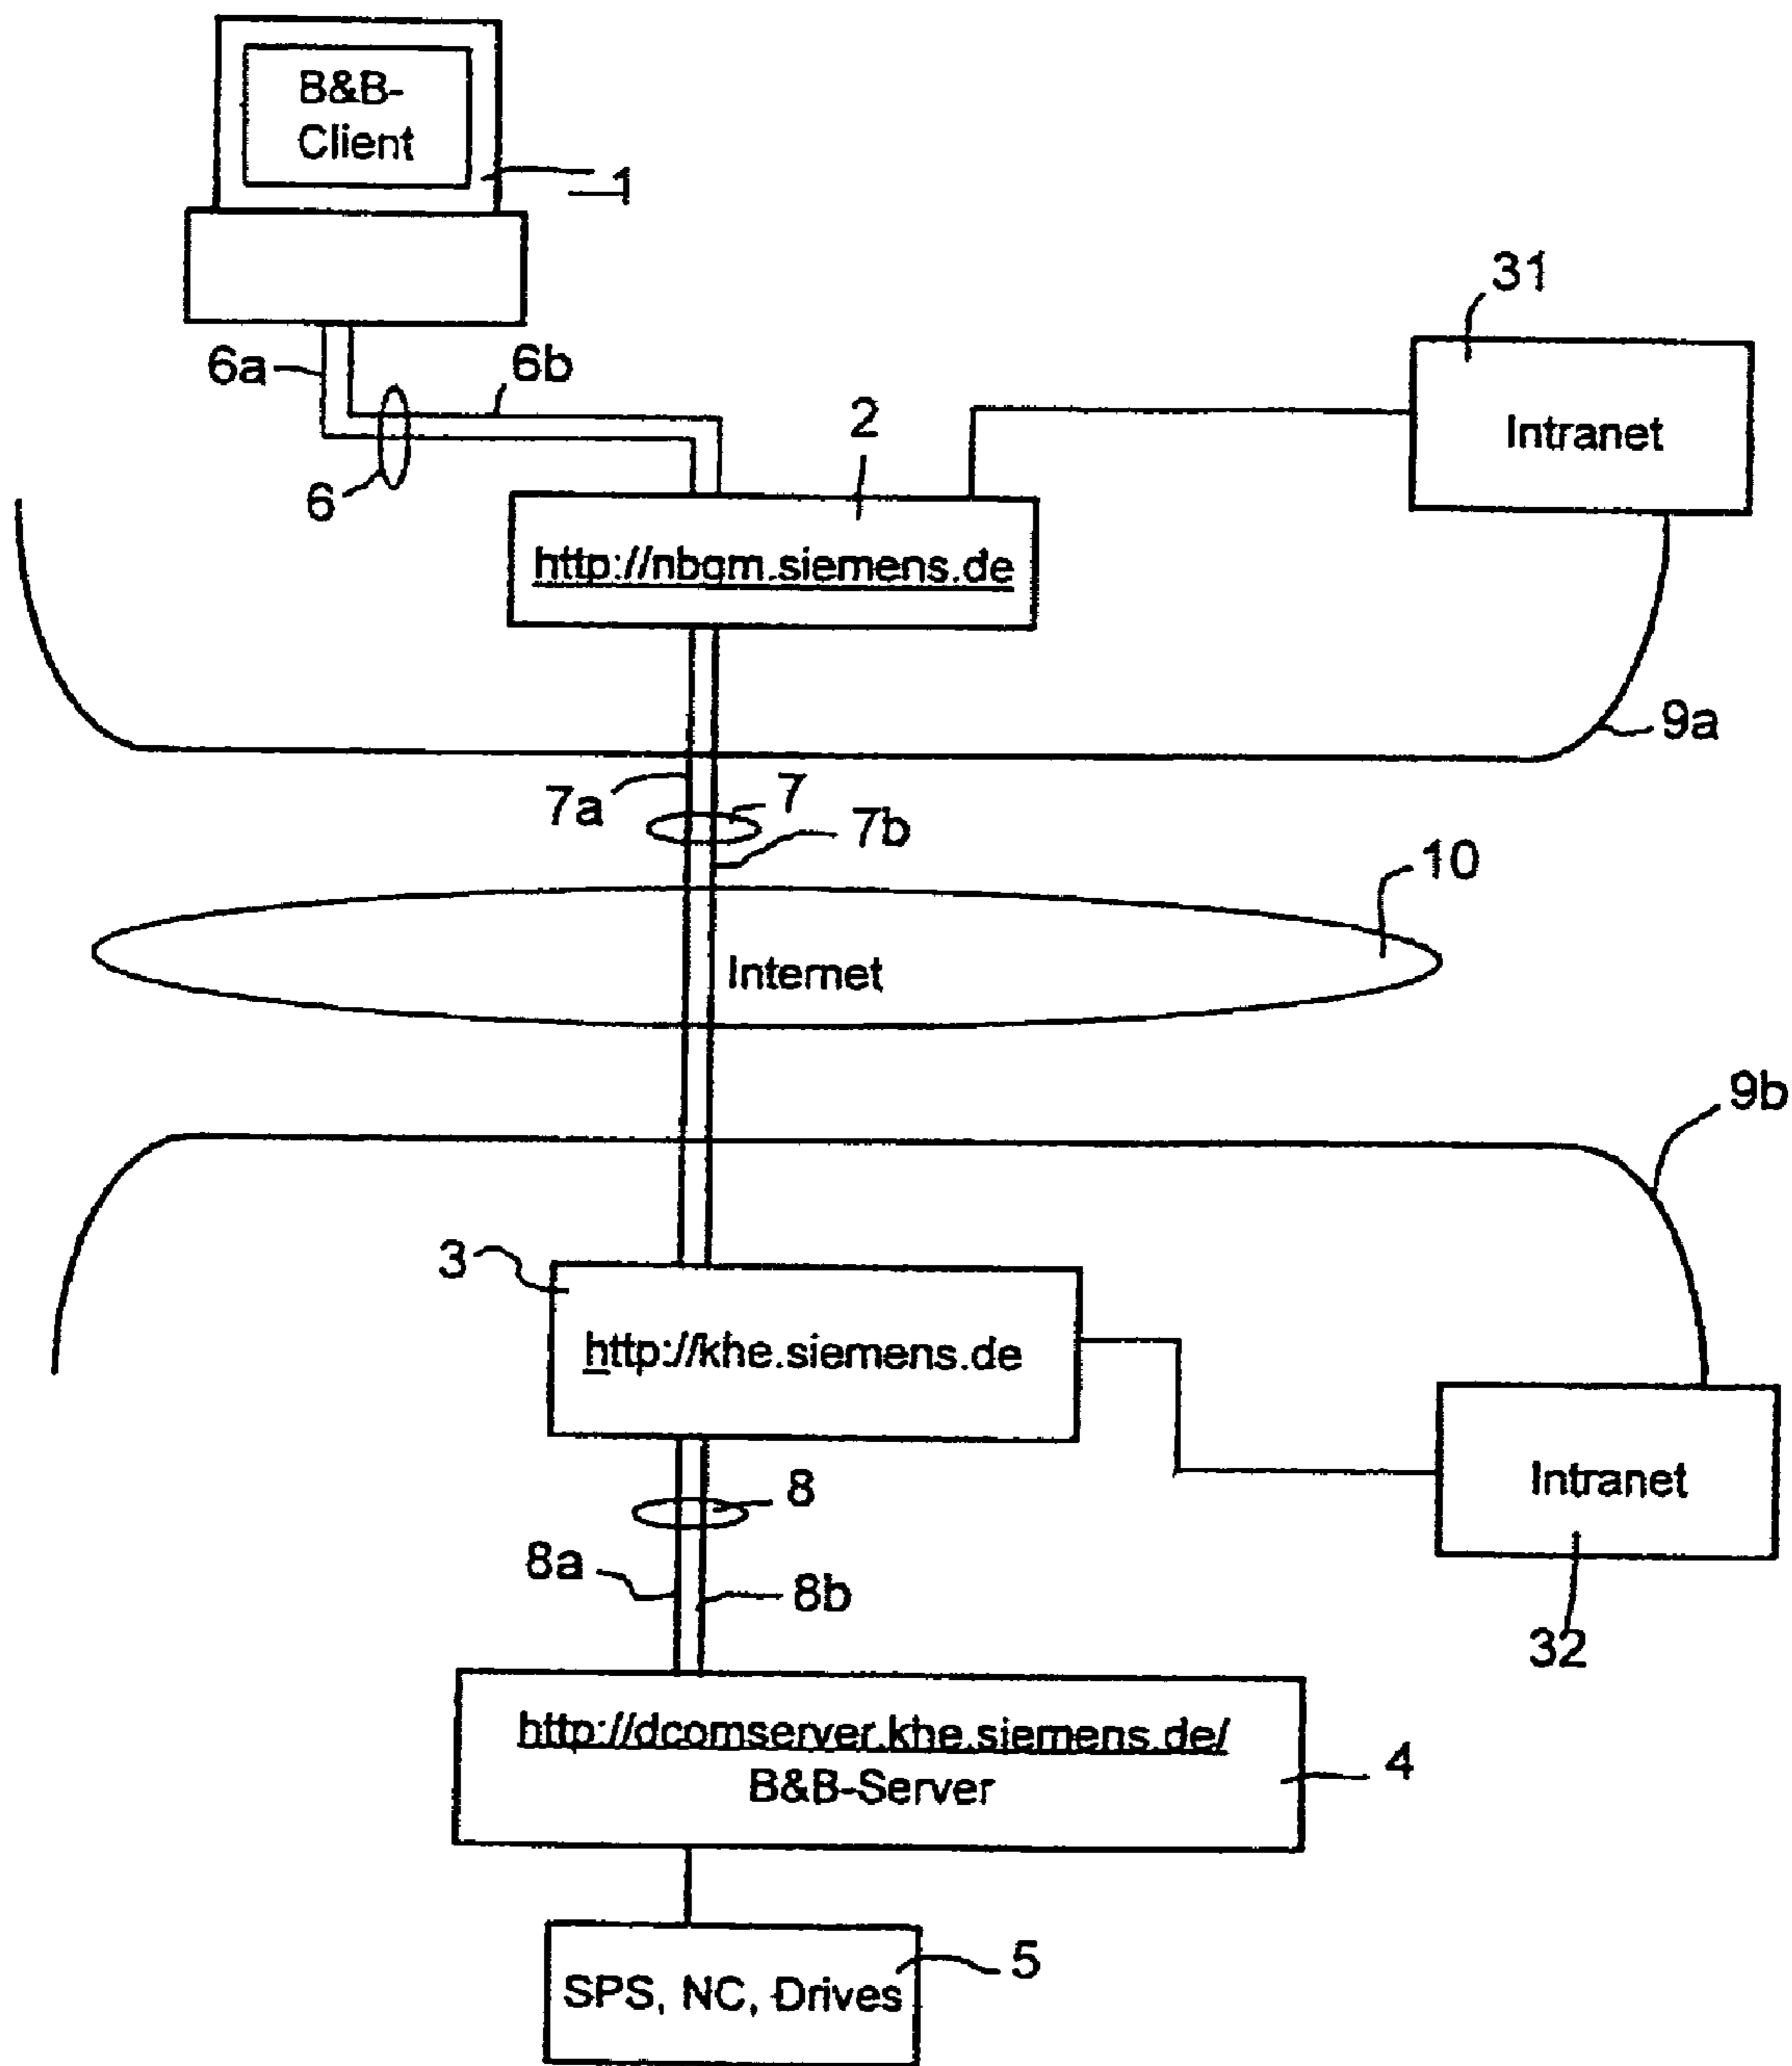 B&B-
Client
1
31
6a
6b
2
Intranet
6
http://nbgm.siemens.de
9a
7a
7
7b
10
Internet
9b
3
http://khe.siemens.de
8
Intranet
8a
8b
32
http://dcomserver.khe.siemens.de/
B&B-Server
4
5
SPS, NC, Drives